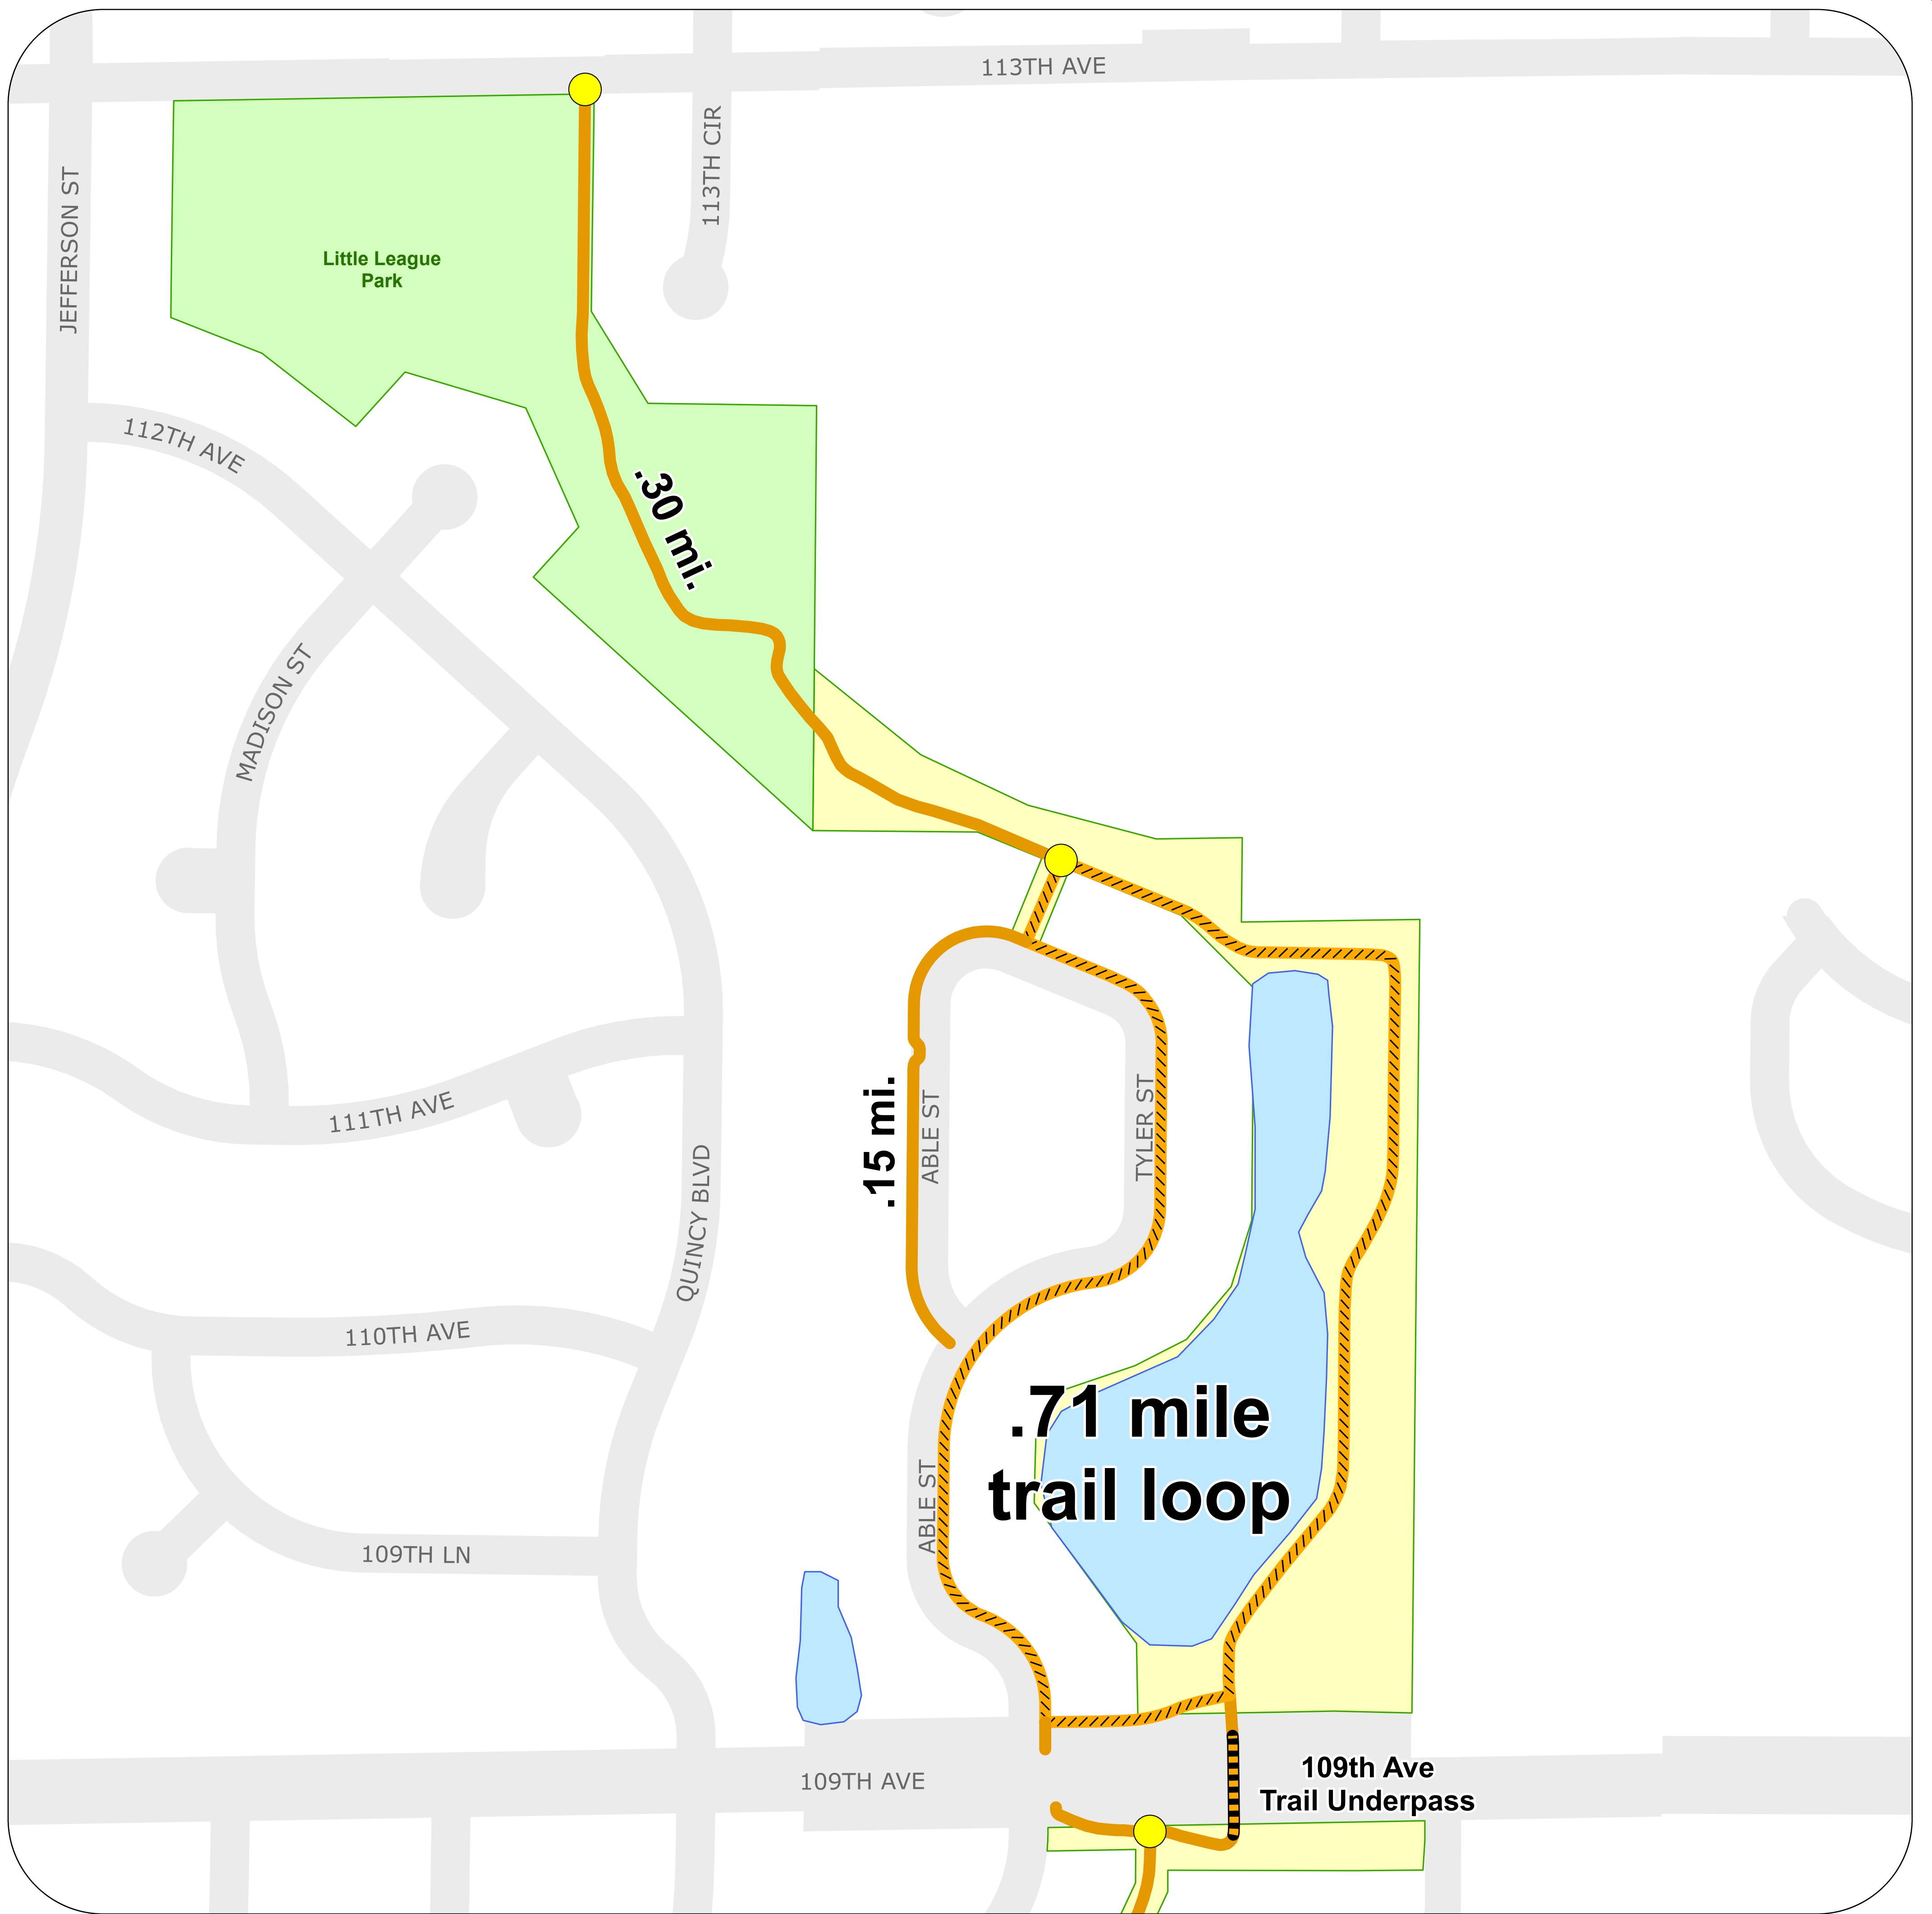 113TH AVE
113TH CIR
JEFFERSON ST
Little League
Park
112TH AVE
.30 mi.
MADISON ST
111TH AVE
.15 mi.
ABLE ST
TYLER ST
QUINCY BLVD
110TH AVE
.71 mile
trail loop
ABLE ST
109TH LN
109TH AVE
109th Ave
Trail Underpass